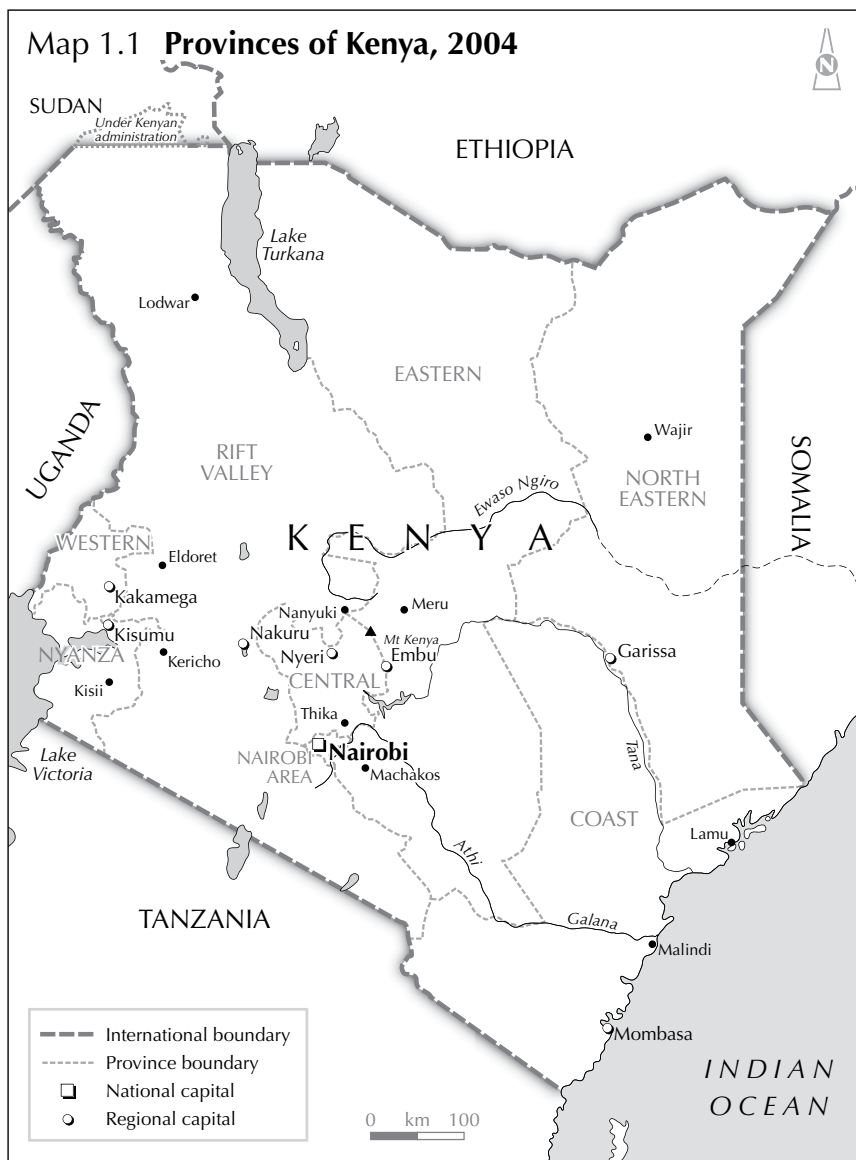 Map 1.1 Provinces of Kenya, 2004
N
SUDAN
Under Kenyan
administration
ETHIOPIA
Lake
Turkana
Lodwar
EASTERN
UGANDA
RIFT
VALLEY
Wajir
NORTH
EASTERN
SOMALIA
Ewaso Ngiro
KENYA
WESTERN
Eldoret
Kakamega
Nanyuki
Meru
Kisumu
Nakuru
Mt Kenya
NYANZA
Kericho
Nyeri
Embu
Garissa
Kisii
CENTRAL
Thika
Lake
Victoria
NAIROBI
AREA
Nairobi
Machakos
Tana
COAST
Lamu
Athi
TANZANIA
Galana
Malindi
Mombasa
INDIAN
OCEAN
International boundary
Province boundary
National capital
Regional capital
0 km 100